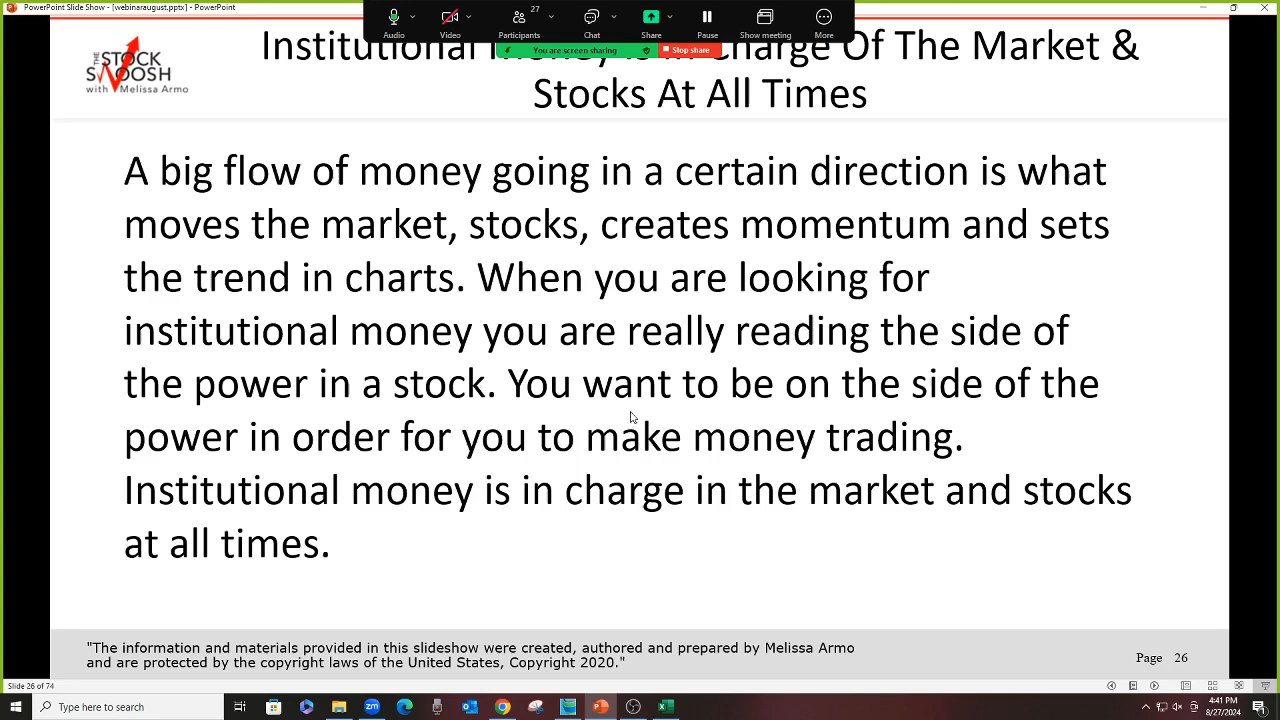 PowerPoint Slide Show - [webinaraugust.pptx] - PowerPoint
27
Audio
Video
Participants
Chat
Share
Pause
Show meeting
More
You are screen sharing
Stop share
THE
STOCK
SWOOSH
with Melissa Armo
Institutional Money Is In Charge Of The Market &
Stocks At All Times
A big flow of money going in a certain direction is what
moves the market, stocks, creates momentum and sets
the trend in charts. When you are looking for
institutional money you are really reading the side of
the power in a stock. You want to be on the side of the
power in order for you to make money trading.
Institutional money is in charge in the market and stocks
at all times.
"The information and materials provided in this slideshow were created, authored and prepared by Melissa Armo
and are protected by the copyright laws of the United States, Copyright 2020."
Page 26
Slide 26 of 74
Type here to search
4:41 PM
8/27/2024